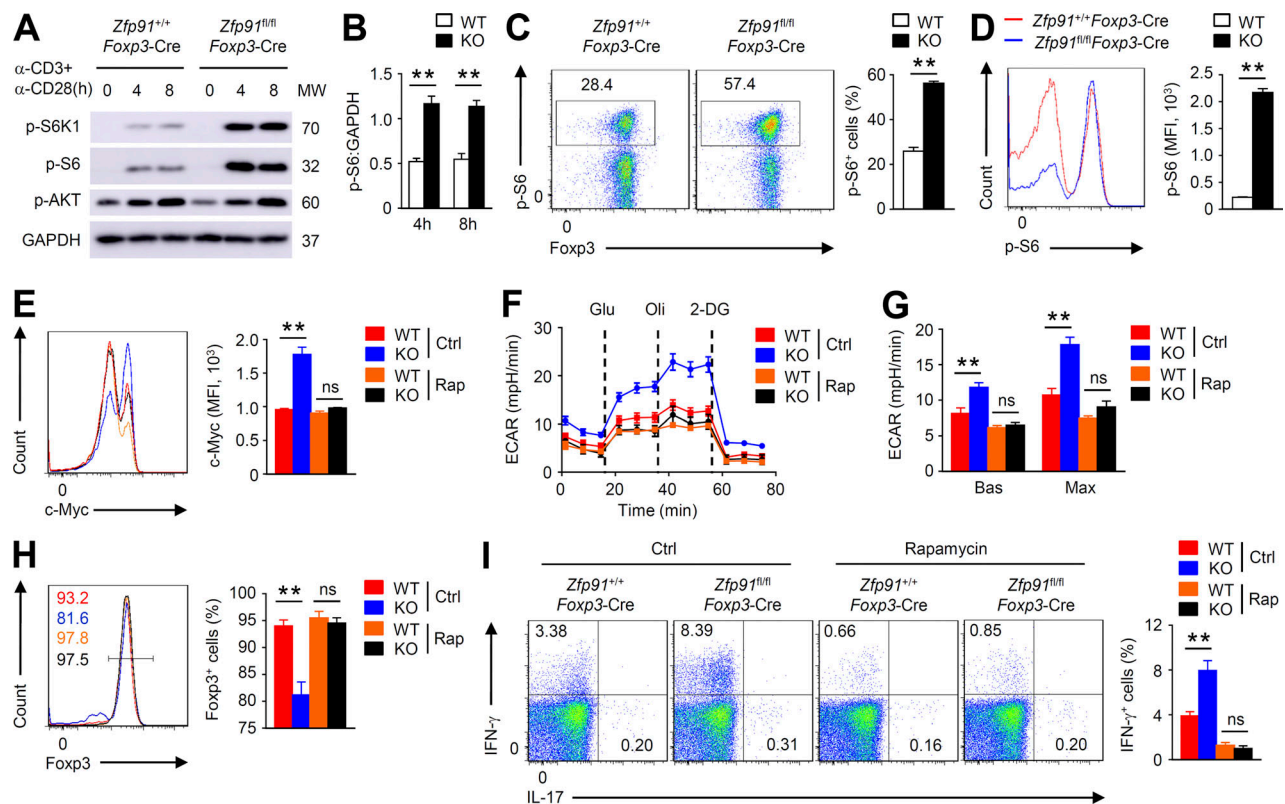 A
Zfp91+/+ Zfp91fl/fl
Foxp3-Cre Foxp3-Cre
α-CD3+
α-CD28(h) 0 4 8 0 4 8 MW
p-S6K1 70
p-S6 32
p-AKT 60
GAPDH 37
B
WT
KO
** **
p-S6:GAPDH
1.5
1.0
0.5
0
4h 8h
C
Zfp91+/+ Zfp91fl/fl
Foxp3-Cre Foxp3-Cre
28.4 57.4
p-S6
0
0
Foxp3
WT
KO
**
p-S6+ cells (%)
60
40
20
0
D
Zfp91+/+Foxp3-Cre
Zfp91fl/flFoxp3-Cre
Count
0
p-S6
WT
KO
**
p-S6 (MFI, 103)
2.5
2.0
1.5
1.0
0.5
0
E
Count
0
c-Myc
c-Myc (MFI, 103)
2.0
1.5
1.0
0.5
0
**
ns
WT
KO
Ctrl
WT
KO
Rap
F
Glu Oli 2-DG
ECAR (mpH/min)
30
20
10
0
0 20 40 60 80
Time (min)
WT
KO
Ctrl
WT
KO
Rap
G
ECAR (mpH/min)
20
15
10
5
0
**
ns
**
ns
Bas Max
WT
KO
Ctrl
WT
KO
Rap
H
93.2
81.6
97.8
97.5
Count
0
Foxp3
Foxp3+ cells (%)
100
95
90
85
80
75
** ns
WT
KO
Ctrl
WT
KO
Rap
I
Ctrl Rapamycin
Zfp91+/+ Zfp91fl/fl Zfp91+/+ Zfp91fl/fl
Foxp3-Cre Foxp3-Cre Foxp3-Cre Foxp3-Cre
3.38 8.39 0.66 0.85
0.20 0.31 0.16 0.20
IFN-γ
0
0
IL-17
WT
KO
Ctrl
WT
KO
Rap
IFN-γ+ cells (%)
12
8
4
0
**
ns